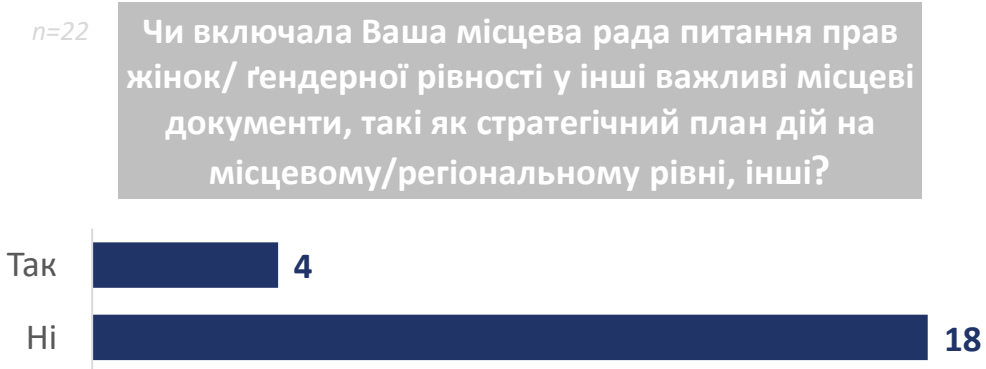 n=22
Чи включала Ваша місцева рада питання прав
жінок/ ґендерної рівності у інші важливі місцеві
документи, такі як стратегічний план дій на
місцевому/регіональному рівні, інші?
Так 4
Ні 18